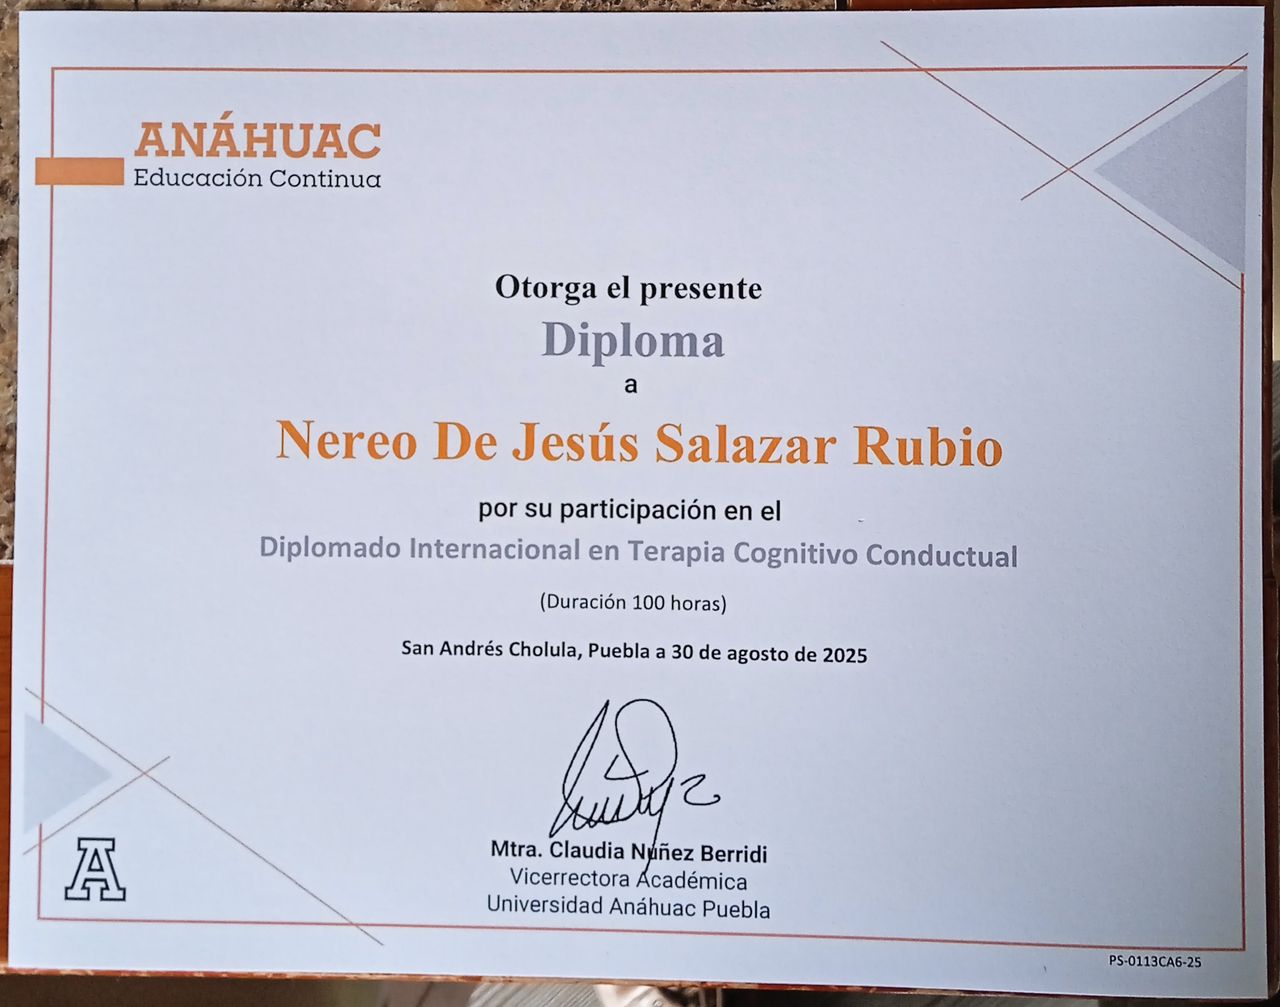 ANÁHUAC
Educación Continua
Otorga el presente
Diploma
a
Nereo De Jesús Salazar Rubio
por su participación en el
Diplomado Internacional en Terapia Cognitivo Conductual
(Duración 100 horas)
San Andrés Cholula, Puebla a 30 de agosto de 2025
Mtra. Claudia Núñez Berridi
Vicerrectora Académica
Universidad Anáhuac Puebla
A
PS-0113CA6-25